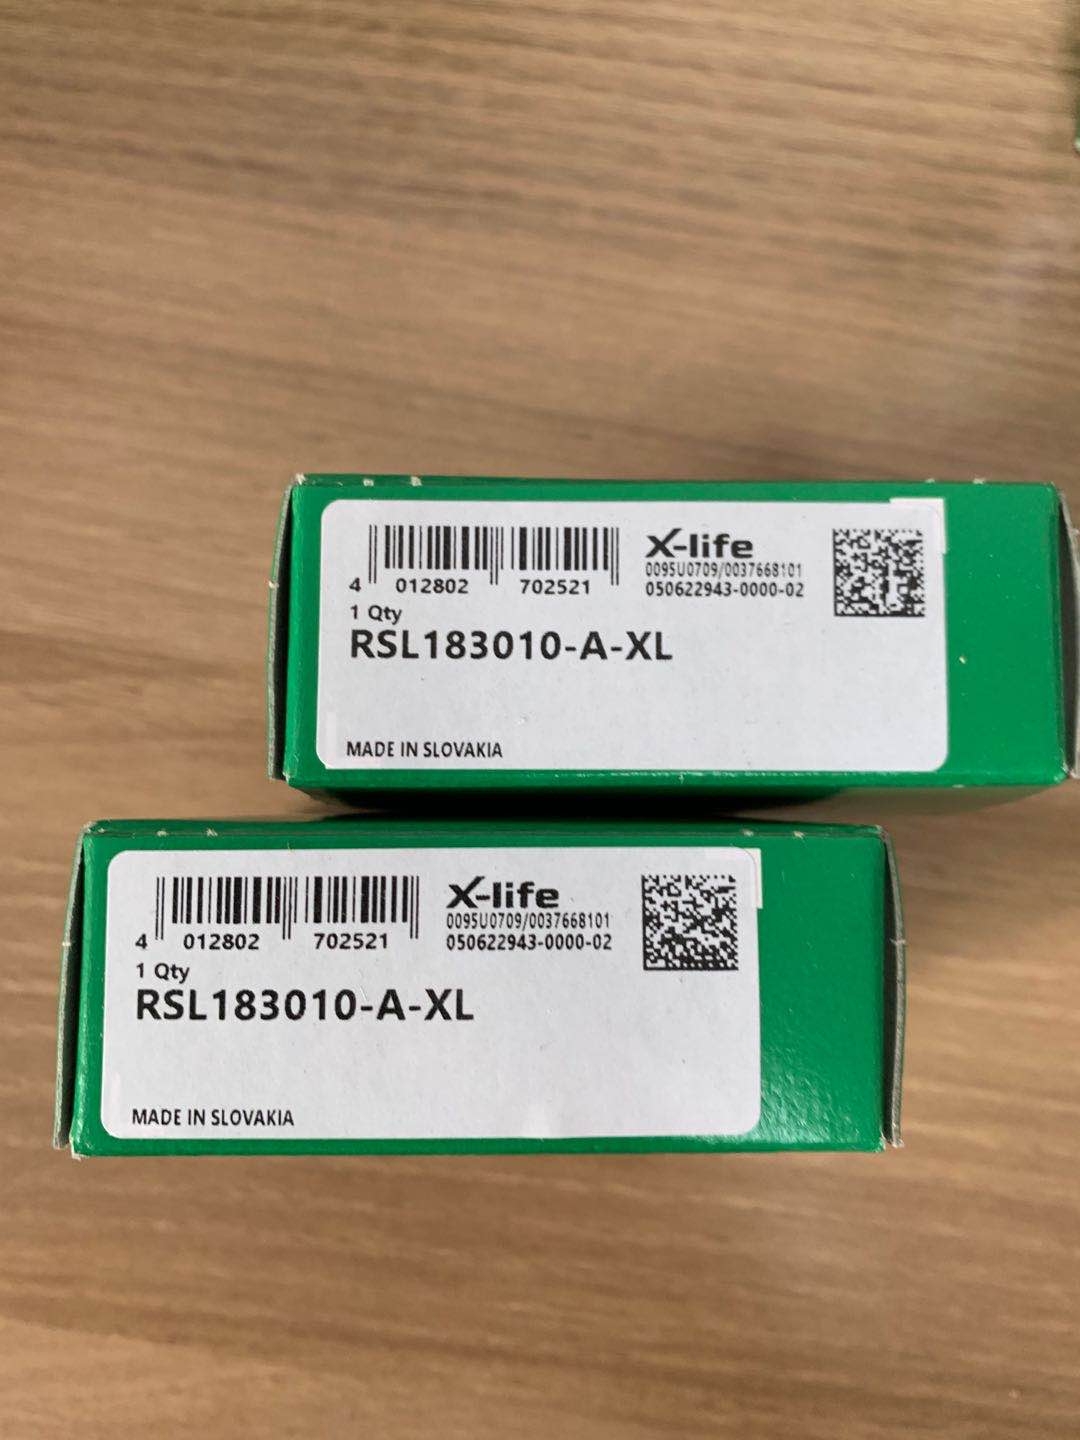 X-life
0095U0709/0037668101
050622943-0000-02
4 012802 702521
1 Qty
RSL183010-A-XL
MADE IN SLOVAKIA
X-life
0095U0709/0037668101
050622943-0000-02
4 012802 702521
1 Qty
RSL183010-A-XL
MADE IN SLOVAKIA